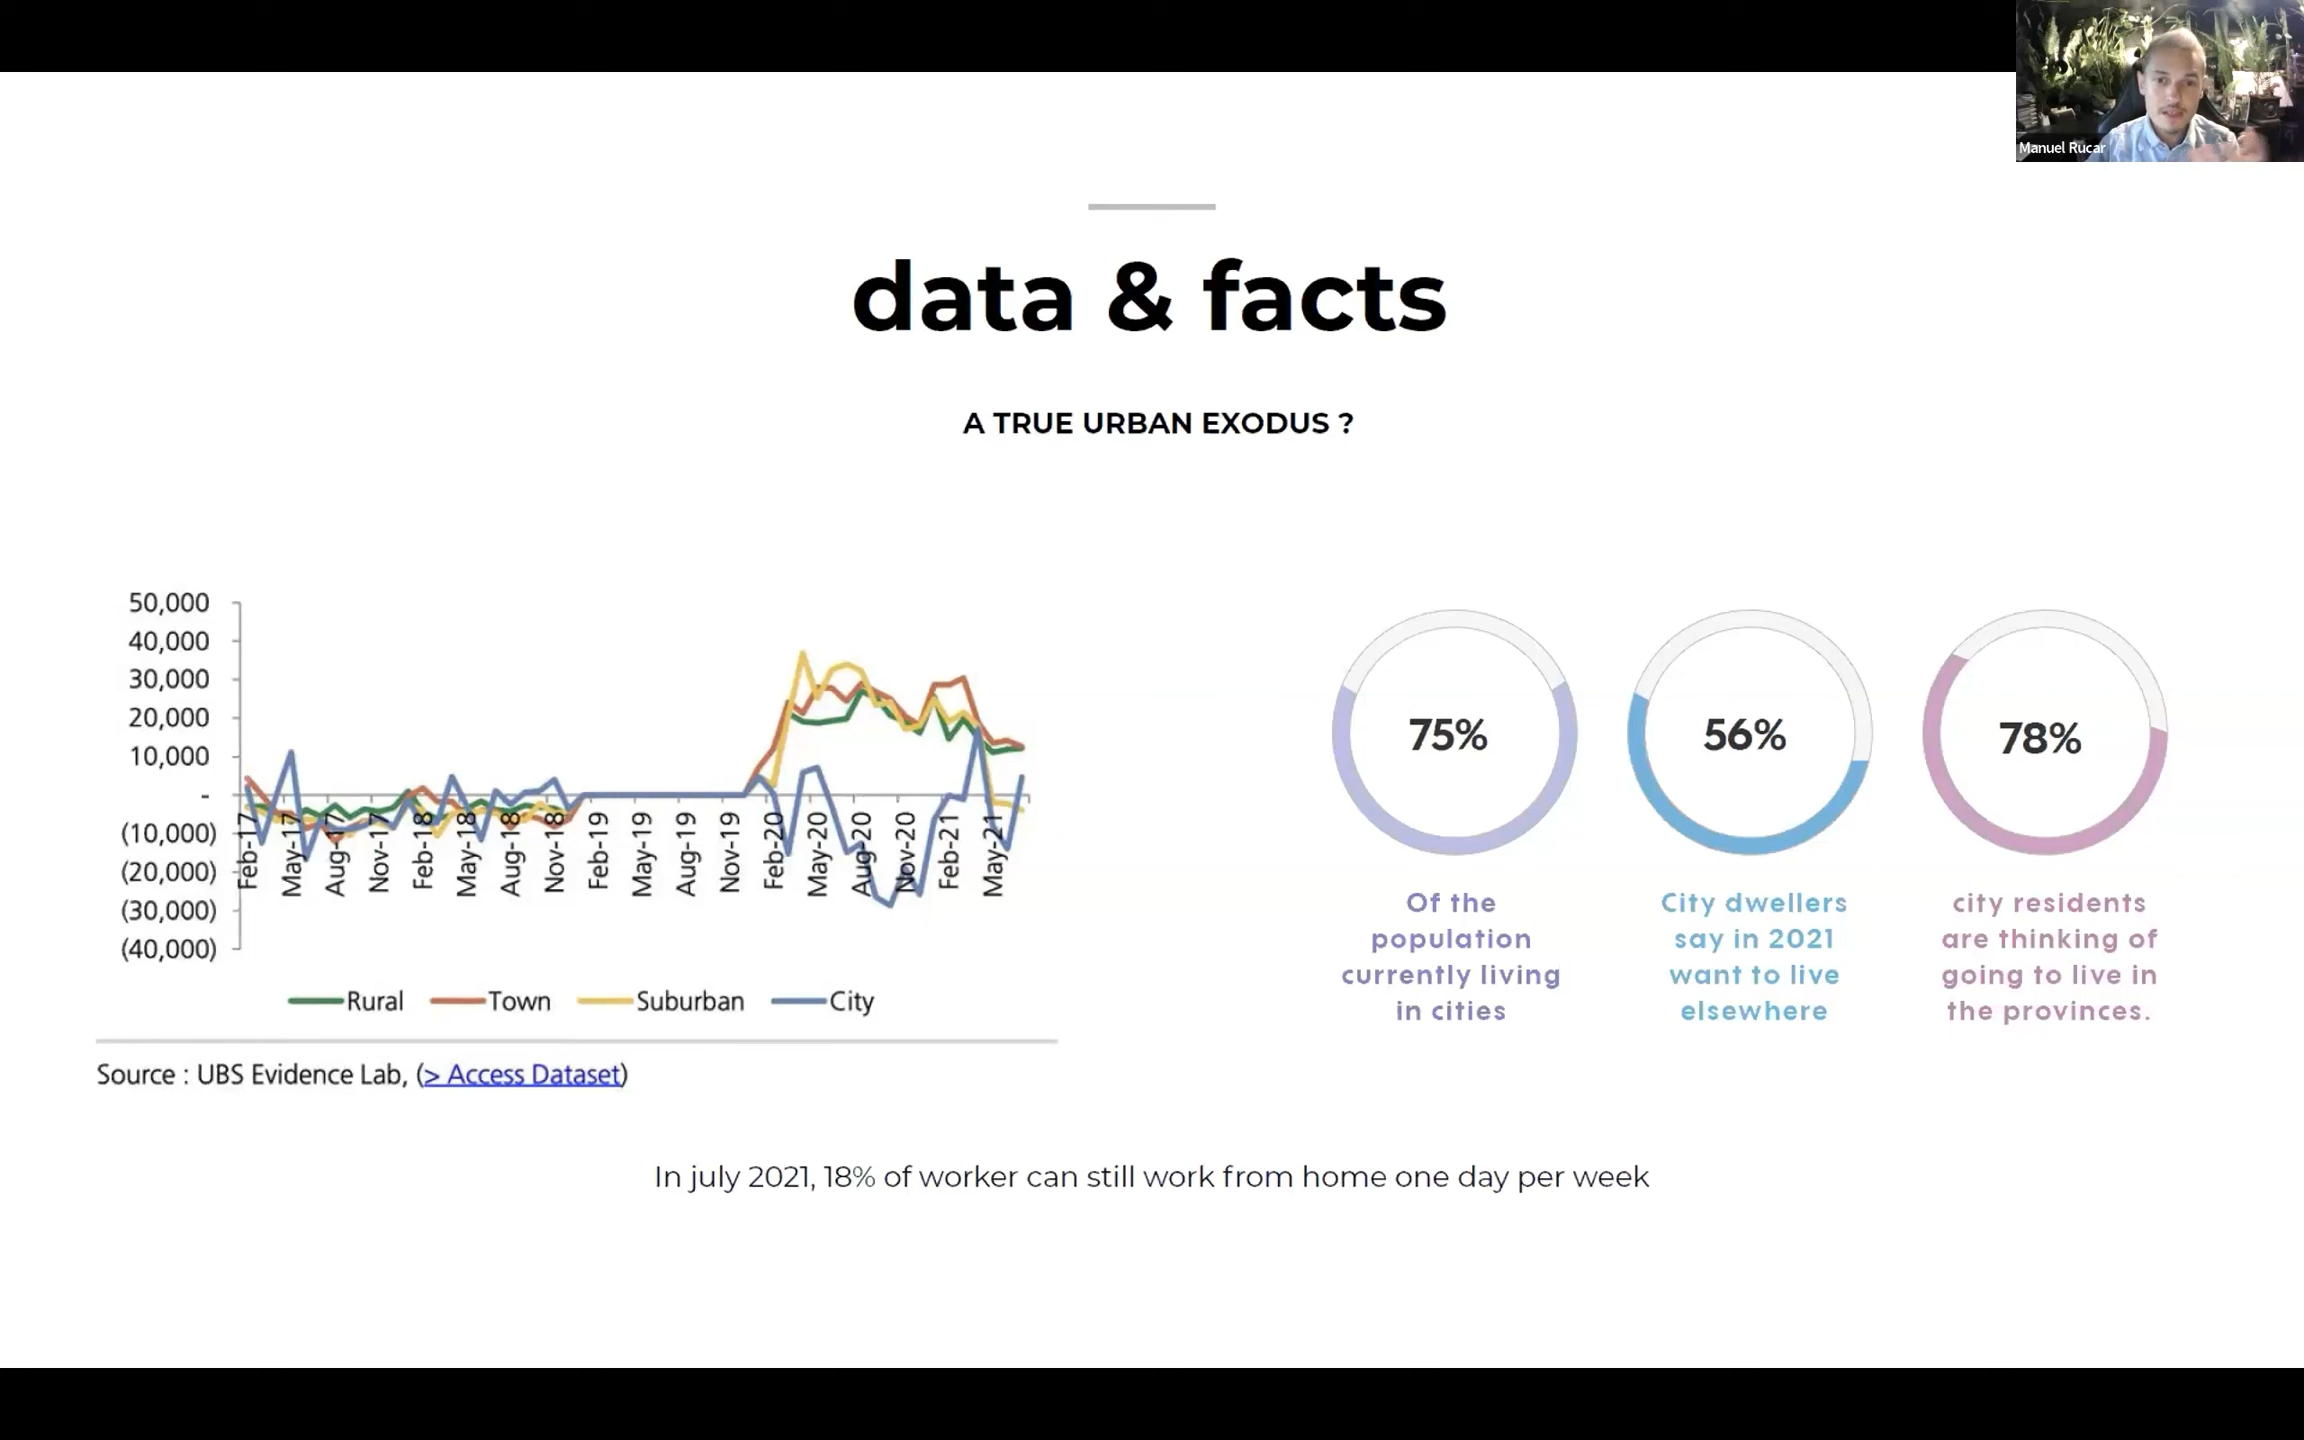 Manuel Rucar
data & facts
A TRUE URBAN EXODUS ?
50,000
40,000
30,000
20,000
10,000
-
(10,000)
(20,000)
(30,000)
(40,000)
Feb-17
May-17
Aug-17
Nov-17
Feb-18
May-18
Aug-18
Nov-18
Feb-19
May-19
Aug-19
Nov-19
Feb-20
May-20
Aug-20
Nov-20
Feb-21
May-21
Rural Town Suburban City
Source : UBS Evidence Lab, (> Access Dataset)
75%
Of the
population
currently living
in cities
56%
City dwellers
say in 2021
want to live
elsewhere
78%
city residents
are thinking of
going to live in
the provinces.
In july 2021, 18% of worker can still work from home one day per week